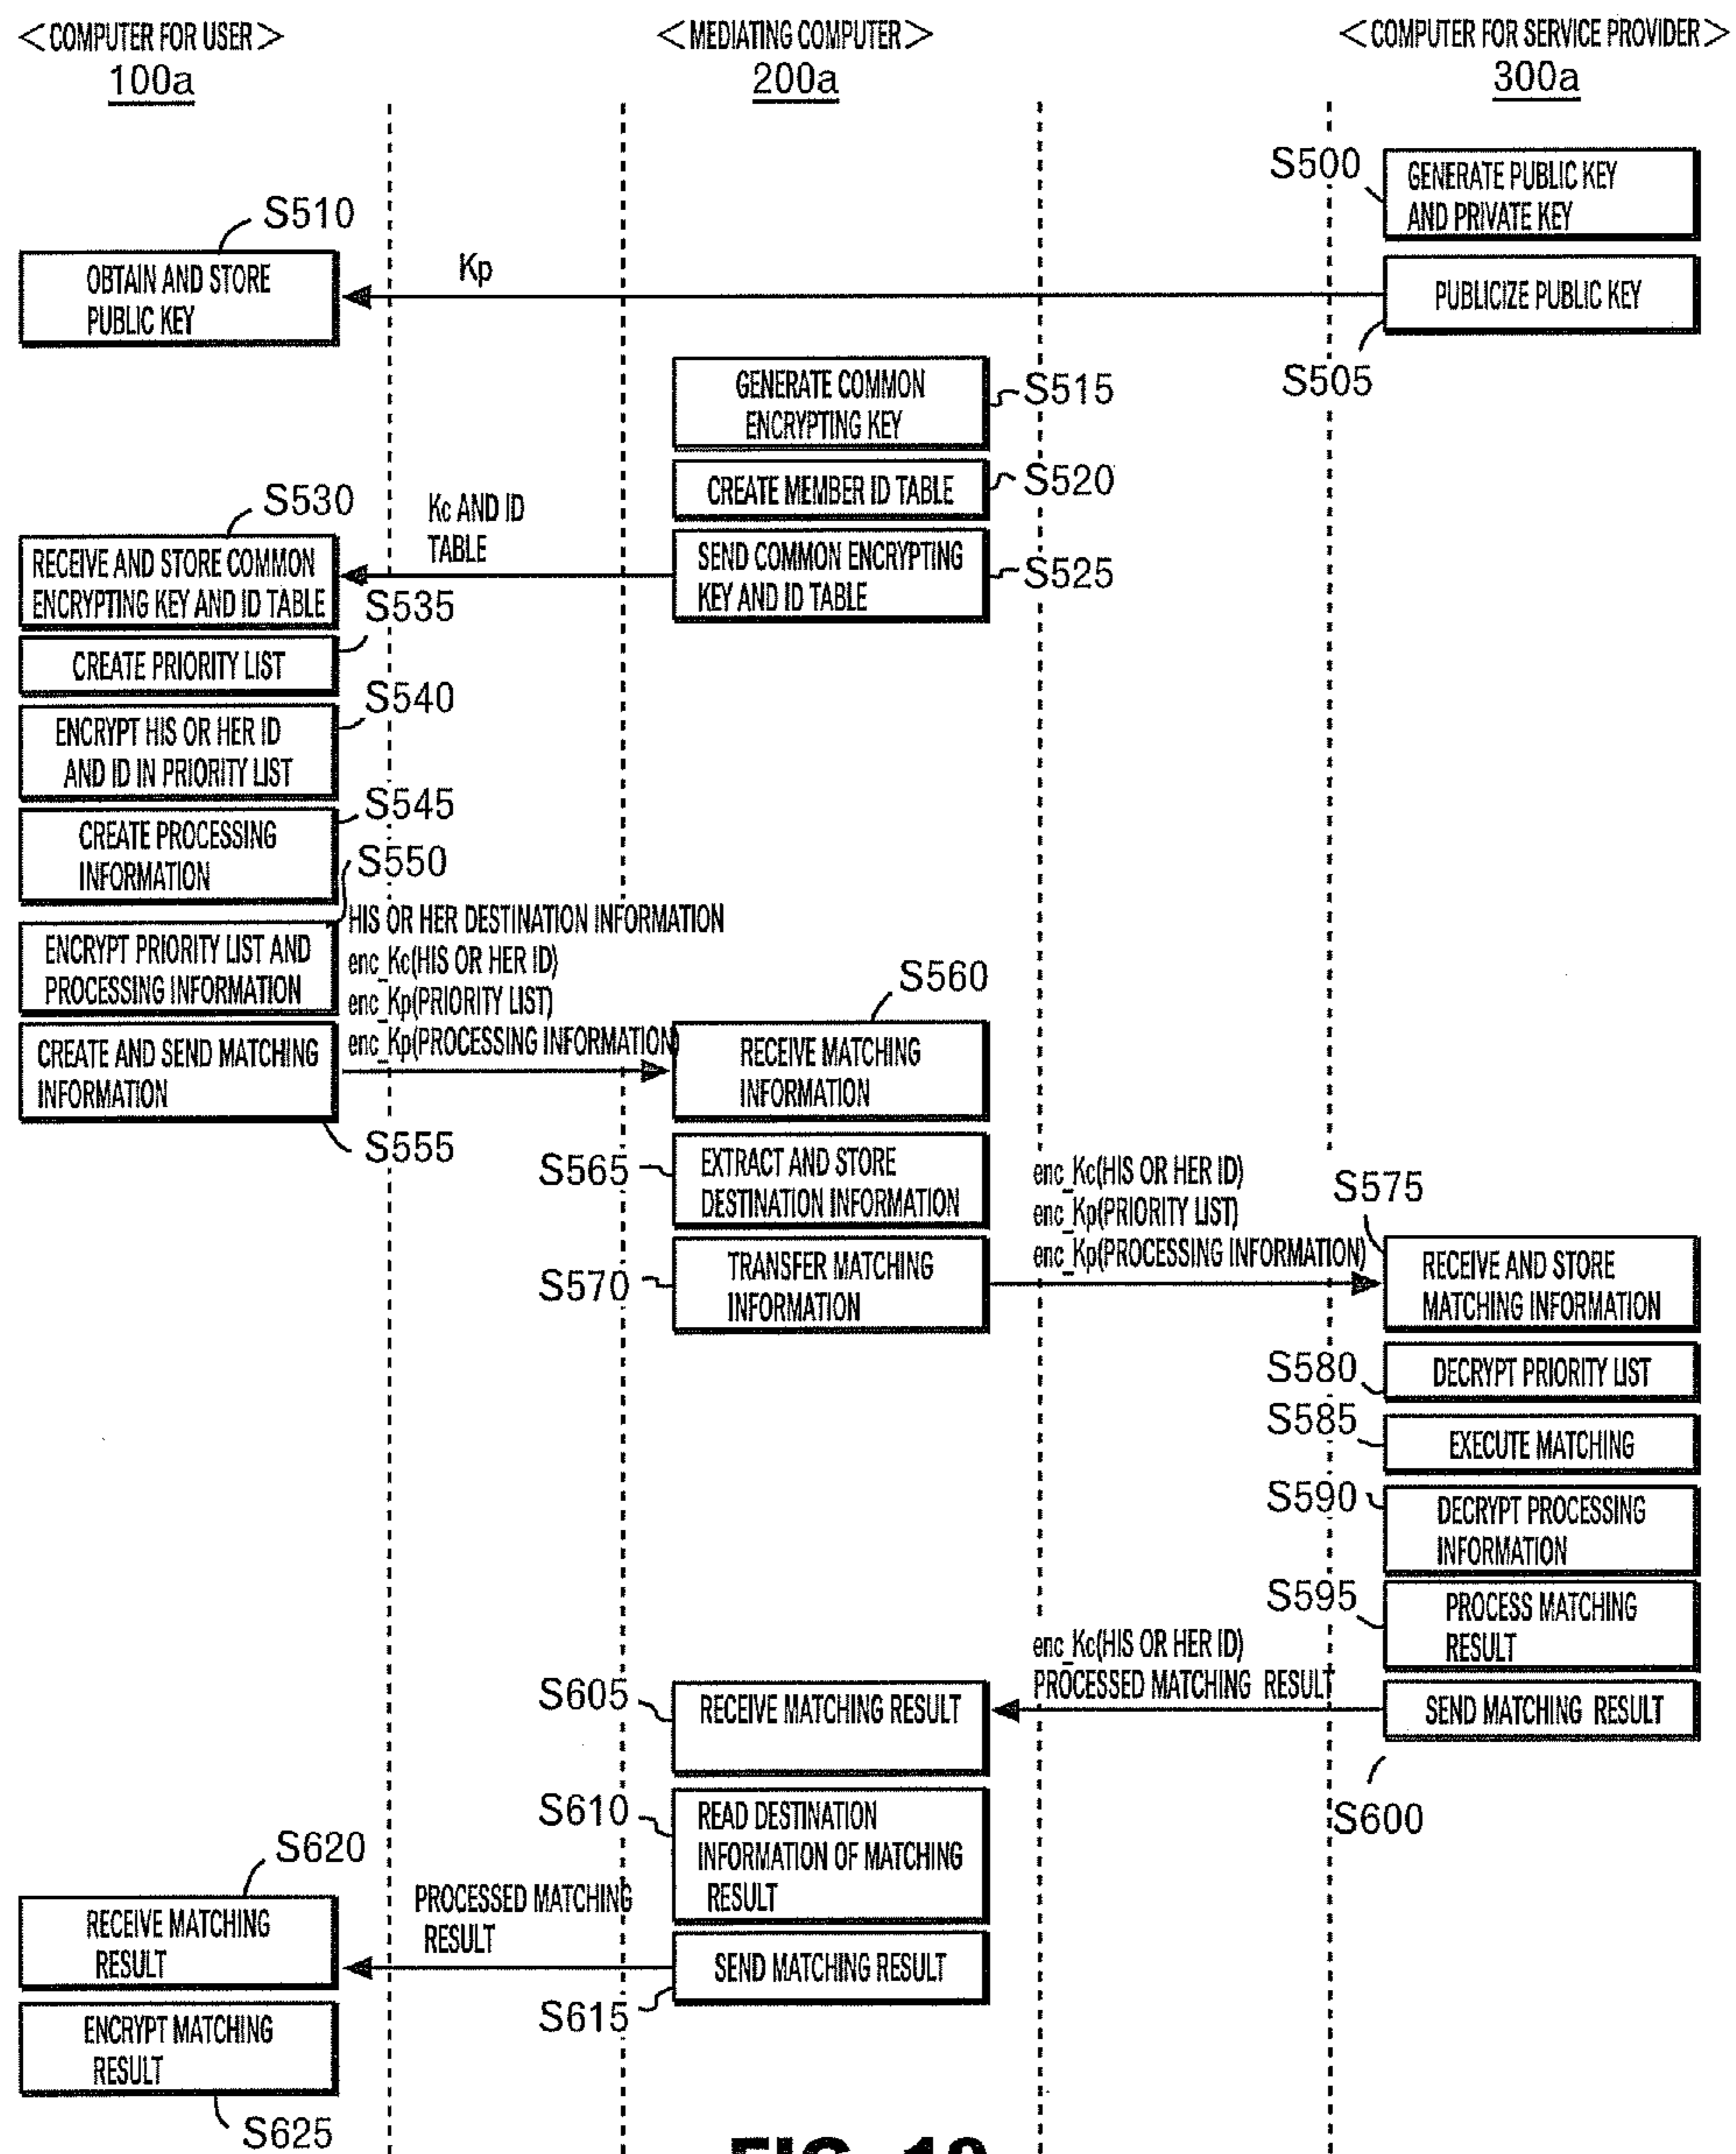 <COMPUTER FOR USER>
100a
<MEDIATING COMPUTER>
200a
<COMPUTER FOR SERVICE PROVIDER>
300a
S500
GENERATE PUBLIC KEY
AND PRIVATE KEY
S510
OBTAIN AND STORE
PUBLIC KEY
Kp
PUBLICIZE PUBLIC KEY
S505
GENERATE COMMON
ENCRYPTING KEY
S515
CREATE MEMBER ID TABLE
S520
S530
Kc AND ID
TABLE
RECEIVE AND STORE COMMON
ENCRYPTING KEY AND ID TABLE
SEND COMMON ENCRYPTING
KEY AND ID TABLE
S525
S535
CREATE PRIORITY LIST
S540
ENCRYPT HIS OR HER ID
AND ID IN PRIORITY LIST
S545
CREATE PROCESSING
INFORMATION
S550
HIS OR HER DESTINATION INFORMATION
enc_Kc(HIS OR HER ID)
enc_Kp(PRIORITY LIST)
enc_Kp(PROCESSING INFORMATION)
ENCRYPT PRIORITY LIST AND
PROCESSING INFORMATION
CREATE AND SEND MATCHING
INFORMATION
S555
S560
RECEIVE MATCHING
INFORMATION
S565
EXTRACT AND STORE
DESTINATION INFORMATION
S570
TRANSFER MATCHING
INFORMATION
enc_Kc(HIS OR HER ID)
enc_Kp(PRIORITY LIST)
enc_Kp(PROCESSING INFORMATION)
S575
RECEIVE AND STORE
MATCHING INFORMATION
S580
DECRYPT PRIORITY LIST
S585
EXECUTE MATCHING
S590
DECRYPT PROCESSING
INFORMATION
S595
PROCESS MATCHING
RESULT
enc_Kc(HIS OR HER ID)
PROCESSED MATCHING RESULT
SEND MATCHING RESULT
S600
S605
RECEIVE MATCHING RESULT
S610
READ DESTINATION
INFORMATION OF MATCHING
RESULT
S620
RECEIVE MATCHING
RESULT
PROCESSED MATCHING
RESULT
SEND MATCHING RESULT
S615
ENCRYPT MATCHING
RESULT
S625